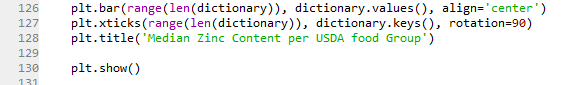 126 plt.bar(range(len(dictionary)), dictionary.values(), align='center')
127 plt.xticks(range(len(dictionary)), dictionary.keys(), rotation=90)
128 plt.title('Median Zinc Content per USDA food Group')
129
130 plt.show()
131